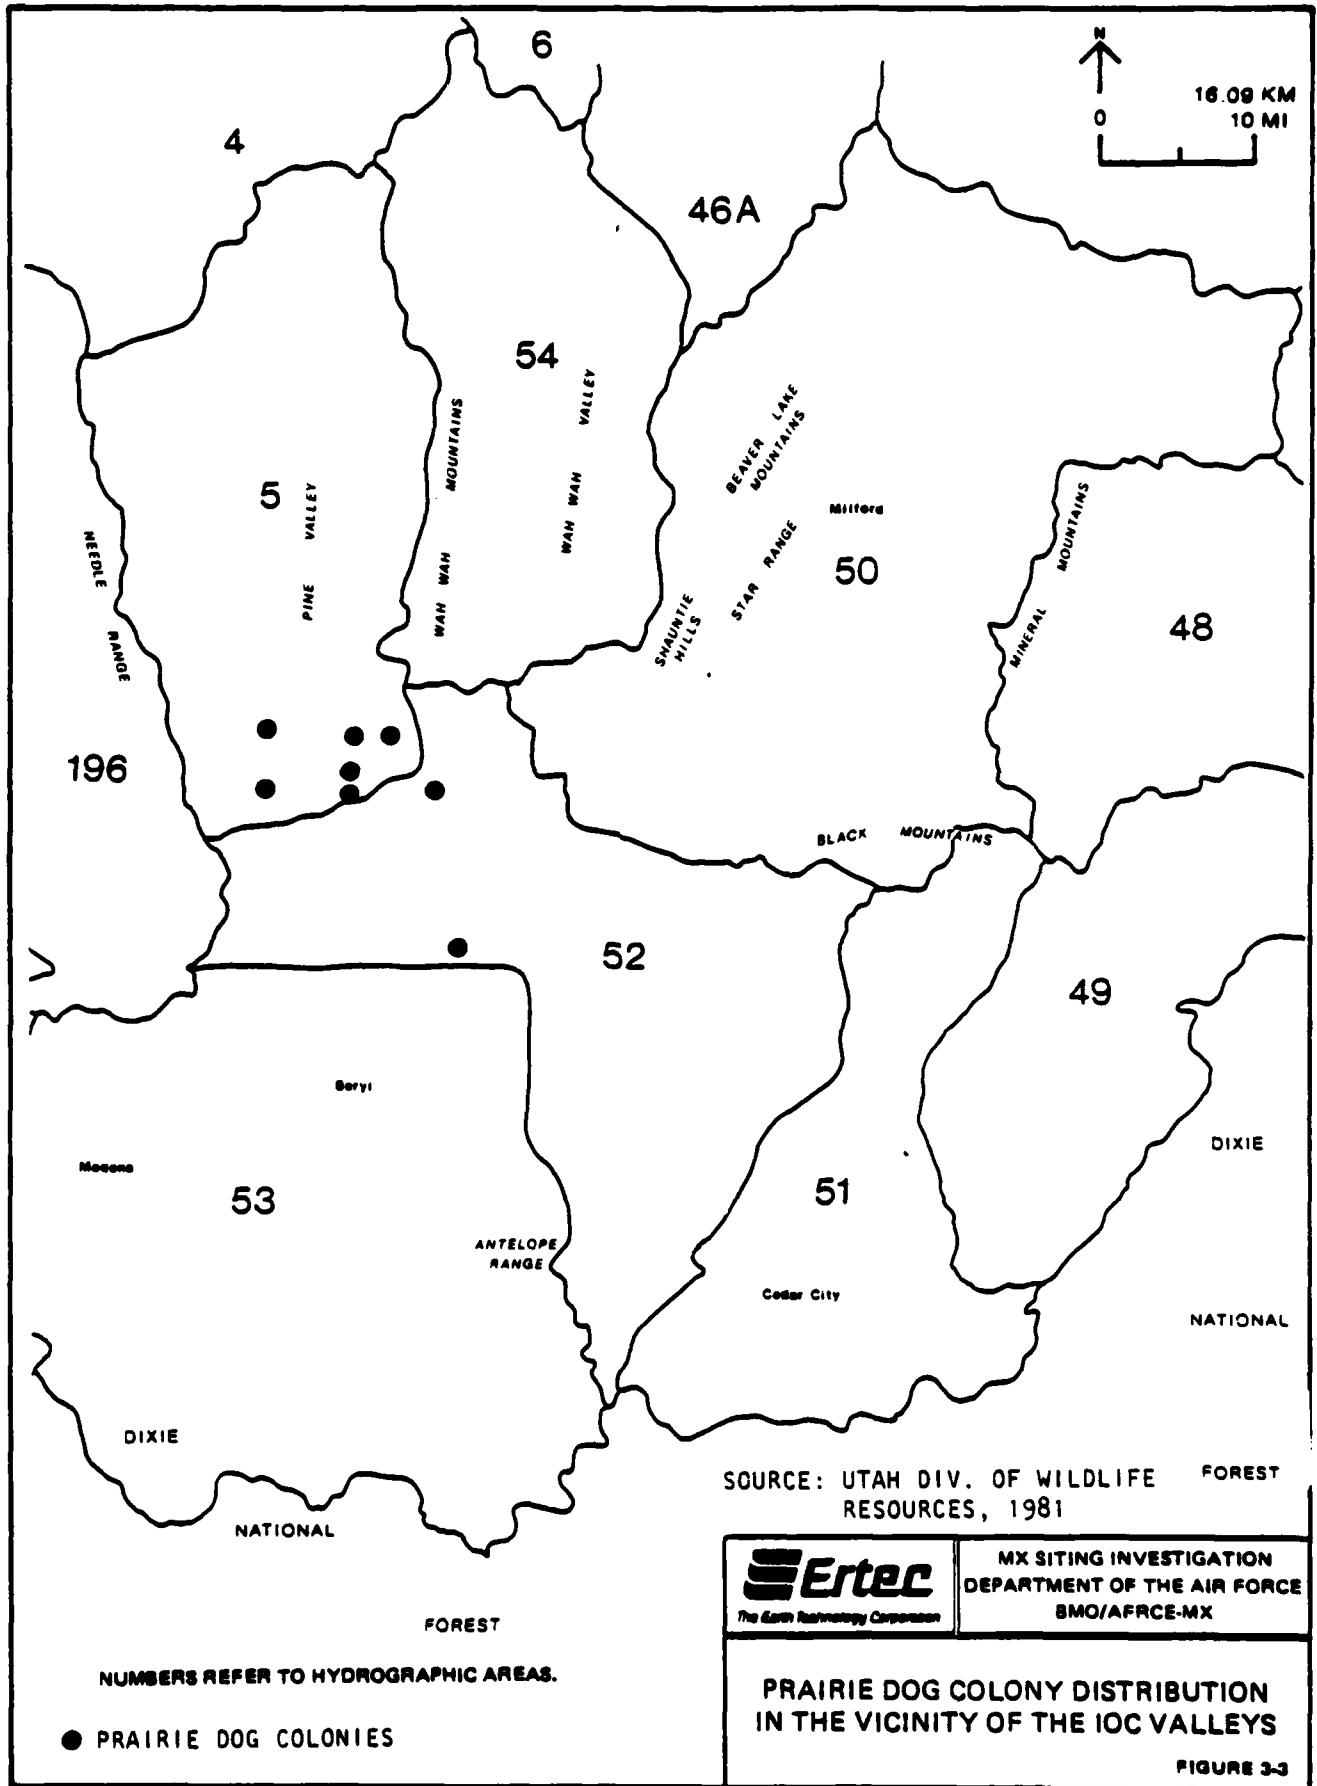 6
N
16.09 KM
0
10 MI
4
46A
54
BEAVER LAKE
MOUNTAINS
WAH WAH VALLEY
WAH WAH MOUNTAINS
5
PINE VALLEY
NEEDLE RANGE
Milford
50
STAR RANGE
SHAUNTIE
HILLS
MINERAL MOUNTAINS
48
196
BLACK MOUNTAINS
52
49
Beryl
53
51
DIXIE
ANTELOPE
RANGE
Cedar City
NATIONAL
DIXIE
FOREST
SOURCE: UTAH DIV. OF WILDLIFE
RESOURCES, 1981
NATIONAL
Ertec
The Earth Technology Corporation
MX SITING INVESTIGATION
DEPARTMENT OF THE AIR FORCE
BMO/AFRCE-MX
FOREST
NUMBERS REFER TO HYDROGRAPHIC AREAS.
PRAIRIE DOG COLONIES
PRAIRIE DOG COLONY DISTRIBUTION
IN THE VICINITY OF THE IOC VALLEYS
FIGURE 3-3